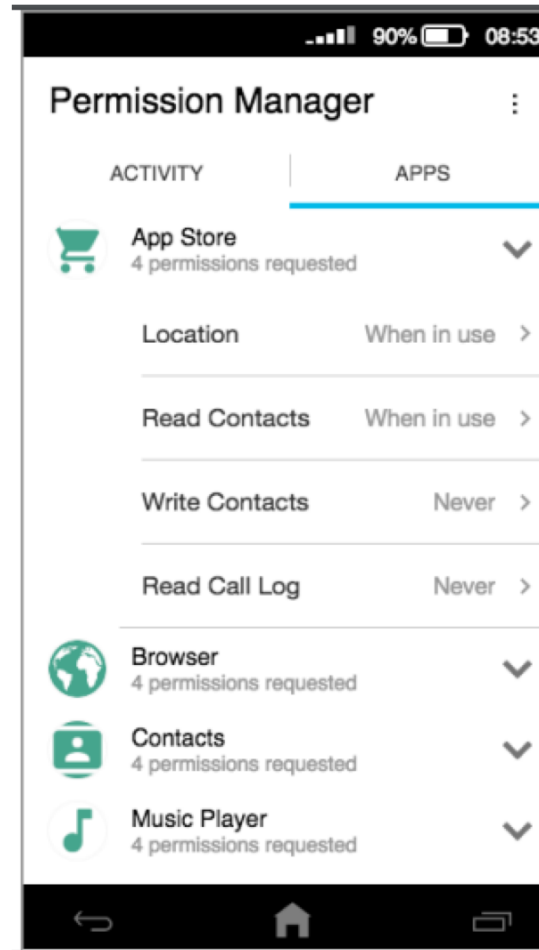 90% 08:53
Permission Manager
ACTIVITY APPS
App Store
4 permissions requested
Location When in use
Read Contacts When in use
Write Contacts Never
Read Call Log Never
Browser
4 permissions requested
Contacts
4 permissions requested
Music Player
4 permissions requested